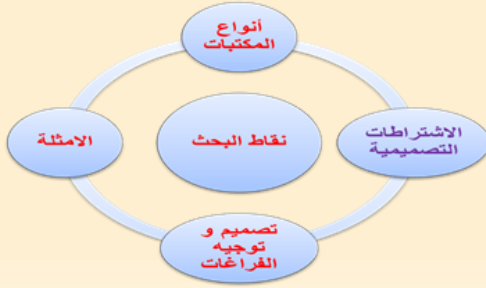 أنواع
المكتبات
الاشتراطات
التصميمية
نقاط البحث
الامثلة
تصميم و
توجيه
الفراغات